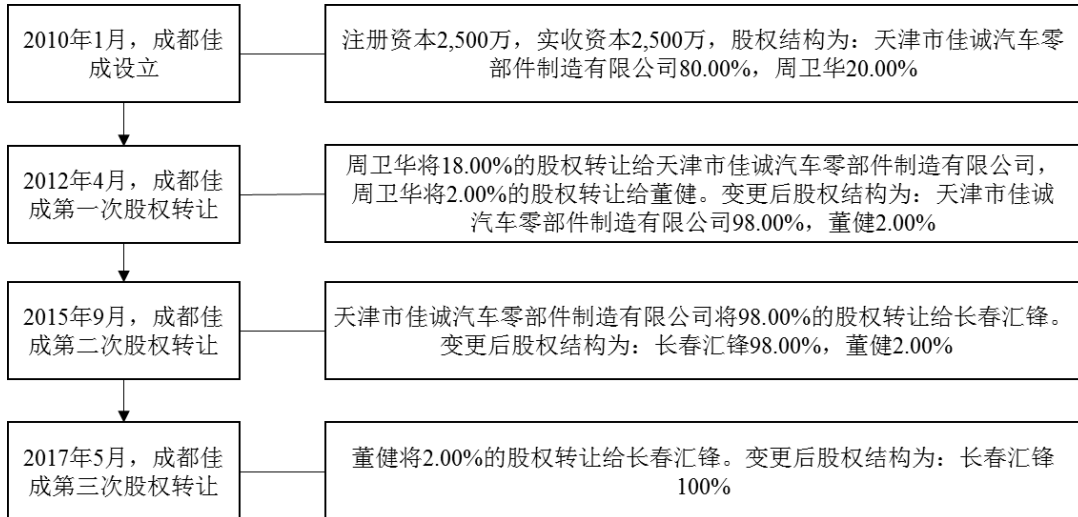 2010年1月，成都佳
成设立
注册资本2,500万，实收资本2,500万，股权结构为：天津市佳诚汽车零
部件制造有限公司80.00%，周卫华20.00%
2012年4月，成都佳
成第一次股权转让
周卫华将18.00%的股权转让给天津市佳诚汽车零部件制造有限公司，
周卫华将2.00%的股权转让给董健。变更后股权结构为：天津市佳诚
汽车零部件制造有限公司98.00%，董健2.00%
2015年9月，成都佳
成第二次股权转让
天津市佳诚汽车零部件制造有限公司将98.00%的股权转让给长春汇锋。
变更后股权结构为：长春汇锋98.00%，董健2.00%
2017年5月，成都佳
成第三次股权转让
董健将2.00%的股权转让给长春汇锋。变更后股权结构为：长春汇锋
100%